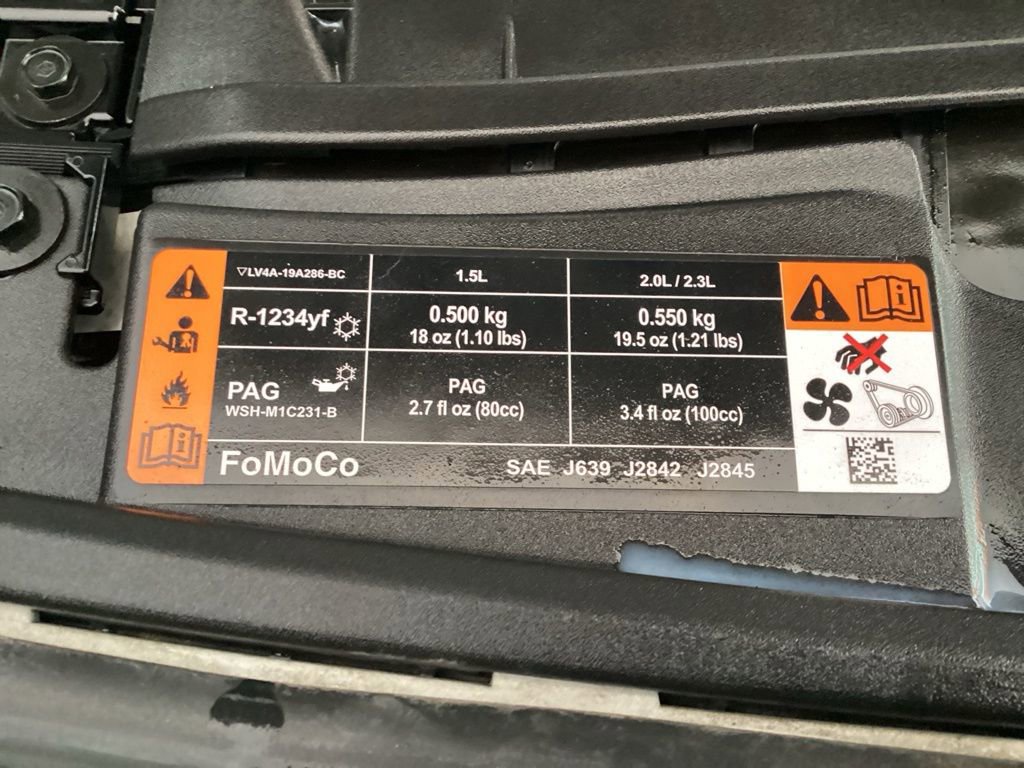 ▽LV4A-19A286-BC 1.5L 2.0L / 2.3L
R-1234yf 0.500 kg 0.550 kg
18 oz (1.10 lbs) 19.5 oz (1.21 lbs)
PAG PAG PAG
WSH-M1C231-B 2.7 fl oz (80cc) 3.4 fl oz (100cc)
FoMoCo SAE J639 J2842 J2845